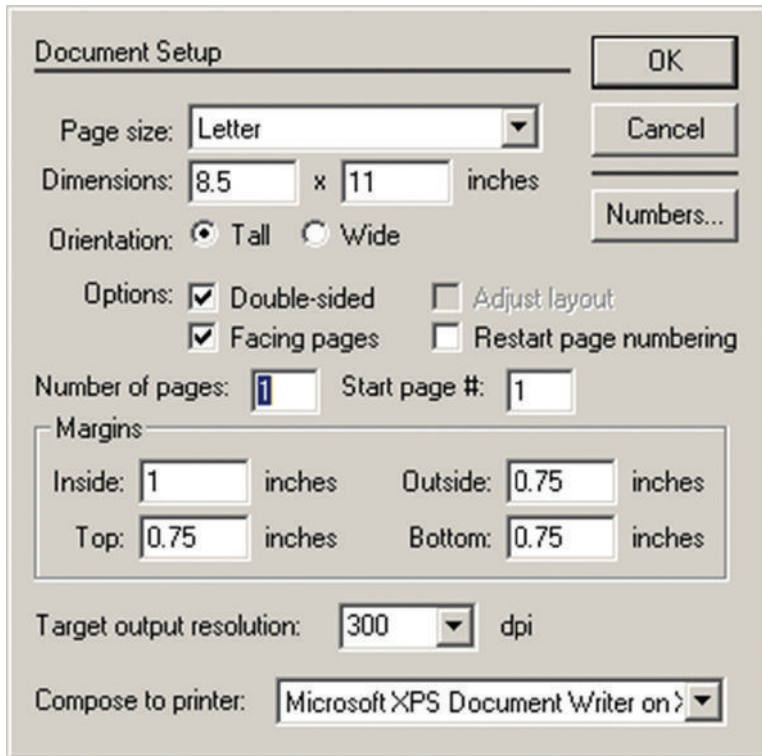 Document Setup
OK
Page size: Letter
Cancel
Dimensions: 8.5 x 11 inches
Numbers...
Orientation: Tall Wide
Options: Double-sided Adjust layout
Facing pages Restart page numbering
Number of pages: 1 Start page #: 1
Margins
Inside: 1 inches Outside: 0.75 inches
Top: 0.75 inches Bottom: 0.75 inches
Target output resolution: 300 dpi
Compose to printer: Microsoft XPS Document Writer on